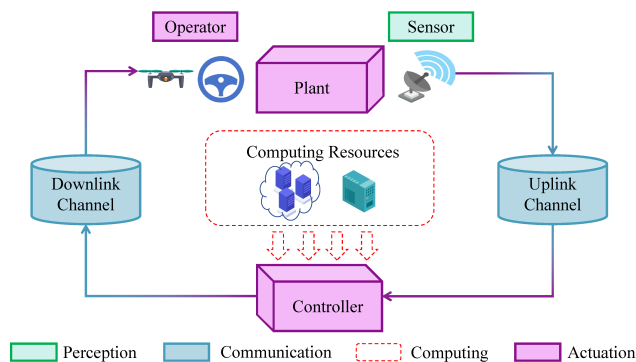 Operator
Sensor
Plant
Computing Resources
Downlink
Channel
Uplink
Channel
Controller
Perception
Communication
Computing
Actuation